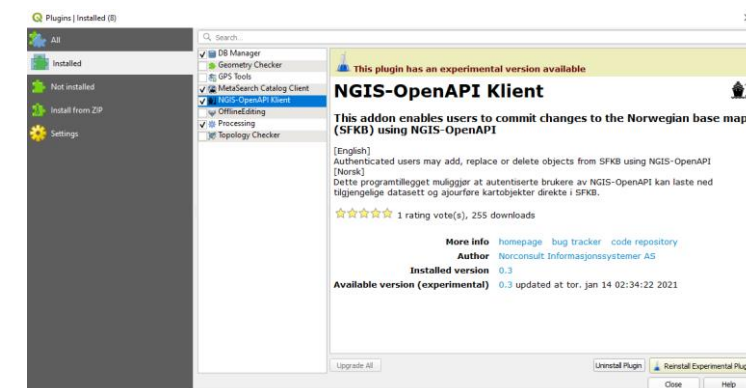 Plugins | Installed (8)
All
Installed
Not installed
Install from ZIP
Settings
Search...
DB Manager
Geometry Checker
GPS Tools
MetaSearch Catalog Client
NGIS-OpenAPI Klient
OfflineEditing
Processing
Topology Checker
This plugin has an experimental version available
NGIS-OpenAPI Klient
This addon enables users to commit changes to the Norwegian base map
(SFKB) using NGIS-OpenAPI
[English]
Authenticated users may add, replace or delete objects from SFKB using NGIS-OpenAPI
[Norsk]
Dette programtillegget muliggjør at autentiserte brukere av NGIS-OpenAPI kan laste ned
tilgjengelige datasett og ajourføre kartobjekter direkte i SFKB.
1 rating vote(s), 255 downloads
More info homepage bug tracker code repository
Author Norconsult Informasjonssystemer AS
Installed version 0.3
Available version (experimental) 0.3 updated at tor. jan 14 02:34:22 2021
Upgrade All Uninstall Plugin Reinstall Experimental Plug
Close Help